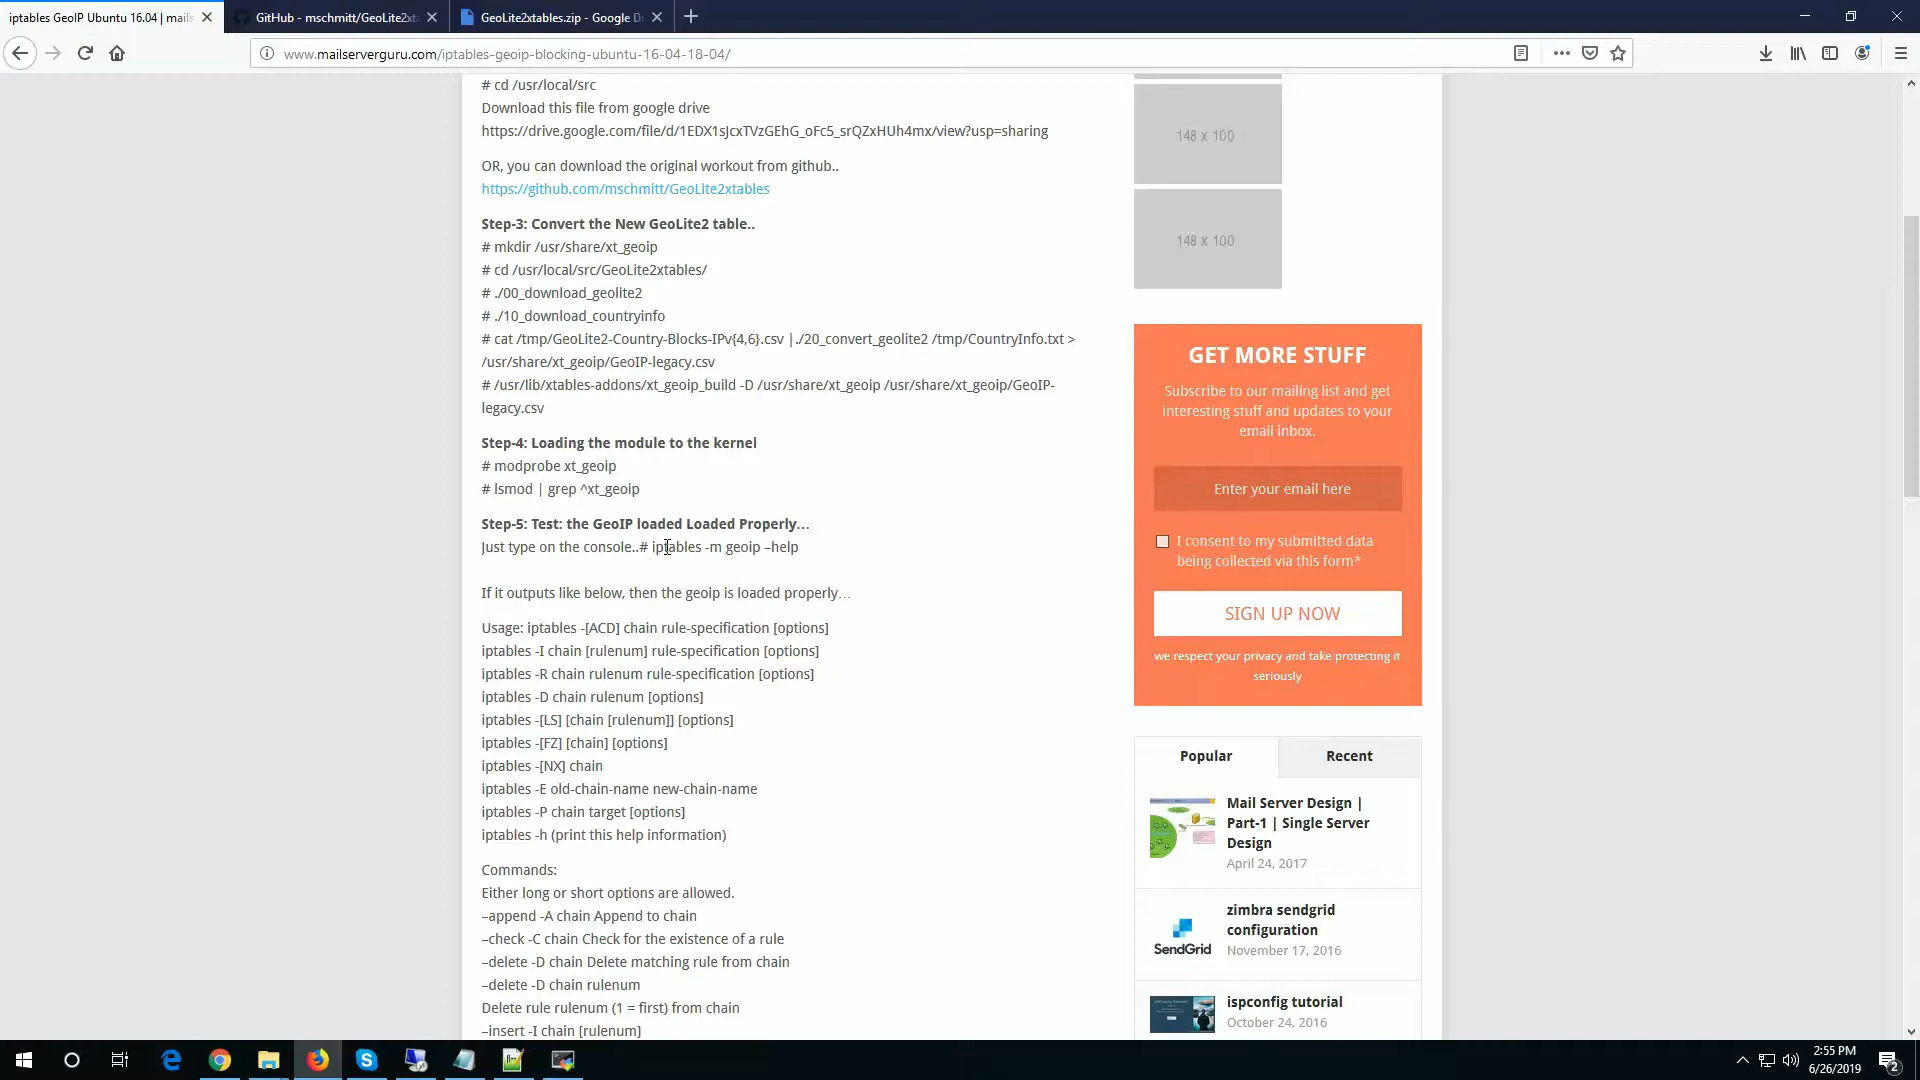 iptables GeoIP Ubuntu 16.04 | mails
GitHub - mschmitt/GeoLite2xta
GeoLite2xtables.zip - Google D
www.mailserverguru.com/iptables-geoip-blocking-ubuntu-16-04-18-04/
# cd /usr/local/src
Download this file from google drive
https://drive.google.com/file/d/1EDX1sJcxTVzGEhG_oFc5_srQZxHUh4mx/view?usp=sharing
OR, you can download the original workout from github..
https://github.com/mschmitt/GeoLite2xtables
Step-3: Convert the New GeoLite2 table..
# mkdir /usr/share/xt_geoip
# cd /usr/local/src/GeoLite2xtables/
# ./00_download_geolite2
# ./10_download_countryinfo
# cat /tmp/GeoLite2-Country-Blocks-IPv{4,6}.csv |./20_convert_geolite2 /tmp/CountryInfo.txt >
/usr/share/xt_geoip/GeoIP-legacy.csv
# /usr/lib/xtables-addons/xt_geoip_build -D /usr/share/xt_geoip /usr/share/xt_geoip/GeoIP-
legacy.csv
Step-4: Loading the module to the kernel
# modprobe xt_geoip
# lsmod | grep ^xt_geoip
Step-5: Test: the GeoIP loaded Loaded Properly…
Just type on the console..# iptables -m geoip –help
If it outputs like below, then the geoip is loaded properly…
Usage: iptables -[ACD] chain rule-specification [options]
iptables -I chain [rulenum] rule-specification [options]
iptables -R chain rulenum rule-specification [options]
iptables -D chain rulenum [options]
iptables -[LS] [chain [rulenum]] [options]
iptables -[FZ] [chain] [options]
iptables -[NX] chain
iptables -E old-chain-name new-chain-name
iptables -P chain target [options]
iptables -h (print this help information)
Commands:
Either long or short options are allowed.
–append -A chain Append to chain
–check -C chain Check for the existence of a rule
–delete -D chain Delete matching rule from chain
–delete -D chain rulenum
Delete rule rulenum (1 = first) from chain
–insert -I chain [rulenum]
148 x 100
148 x 100
GET MORE STUFF
Subscribe to our mailing list and get
interesting stuff and updates to your
email inbox.
Enter your email here
I consent to my submitted data
being collected via this form*
SIGN UP NOW
we respect your privacy and take protecting it
seriously
Popular
Recent
Mail Server Design |
Part-1 | Single Server
Design
April 24, 2017
zimbra sendgrid
configuration
November 17, 2016
SendGrid
ispconfig tutorial
October 24, 2016
2:55 PM
6/26/2019
2